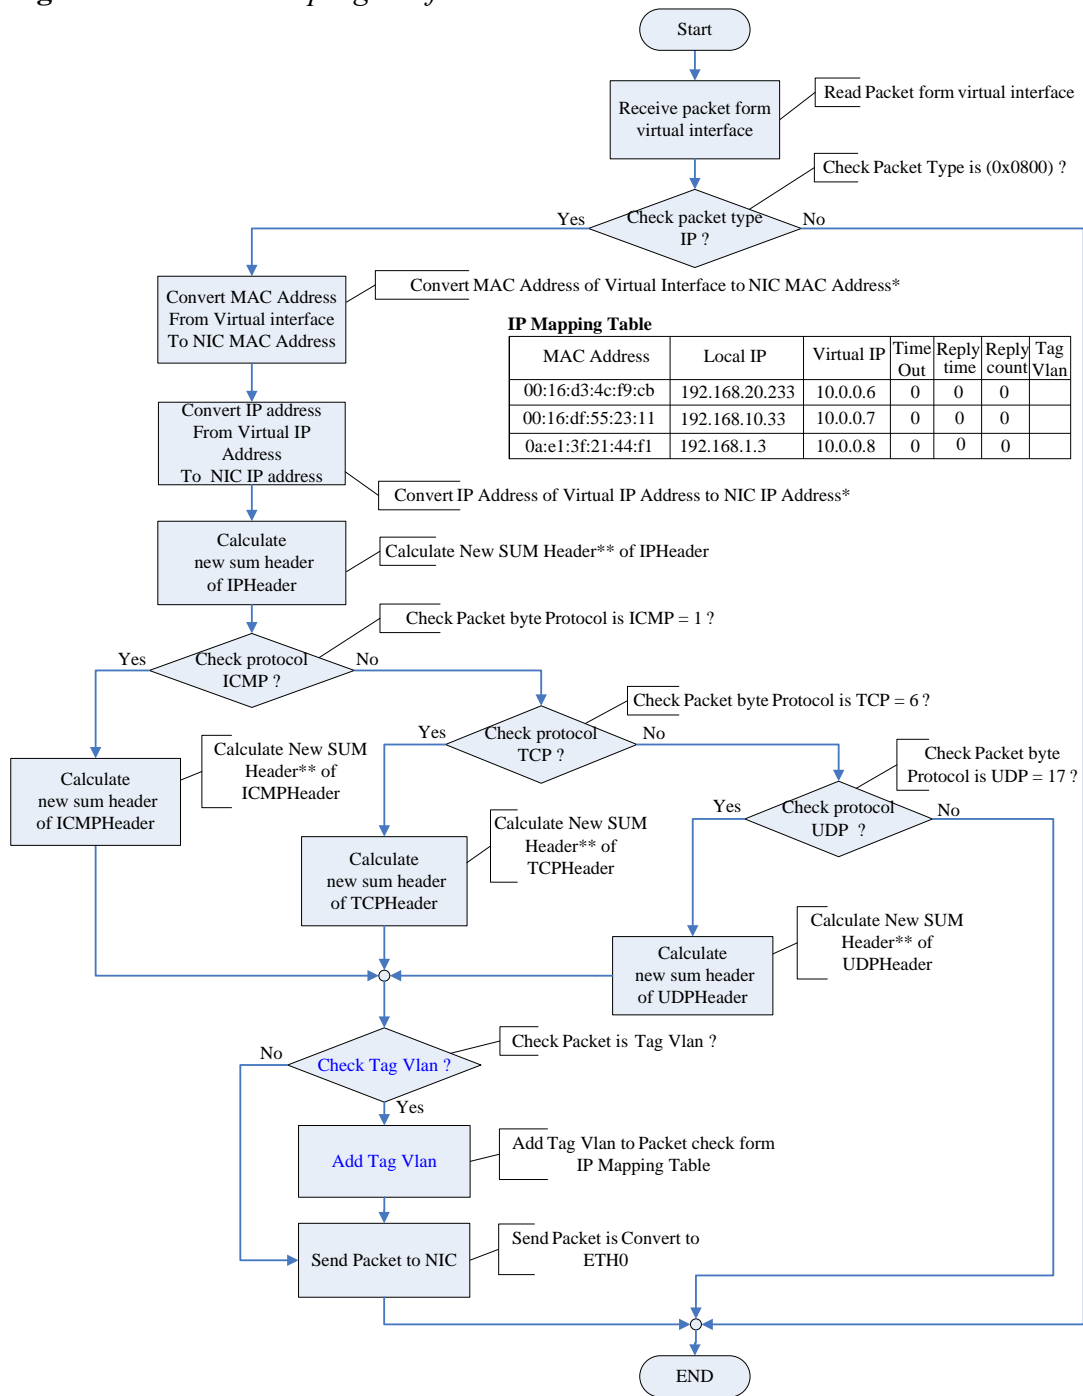 Start
Receive packet form
virtual interface
Read Packet form virtual interface
Check Packet Type is (0x0800) ?
Check packet type
IP ?
Yes
No
Convert MAC Address
From Virtual interface
To NIC MAC Address
Convert MAC Address of Virtual Interface to NIC MAC Address*
IP Mapping Table
MAC Address Local IP Virtual IP Time Out Reply time Reply count Tag Vlan
00:16:d3:4c:f9:cb 192.168.20.233 10.0.0.6 0 0 0
00:16:df:55:23:11 192.168.10.33 10.0.0.7 0 0 0
0a:e1:3f:21:44:f1 192.168.1.3 10.0.0.8 0 0 0
Convert IP address
From Virtual IP
Address
To NIC IP address
Convert IP Address of Virtual IP Address to NIC IP Address*
Calculate
new sum header
of IPHeader
Calculate New SUM Header** of IPHeader
Check Packet byte Protocol is ICMP = 1 ?
Check protocol
ICMP ?
Yes
No
Check Packet byte Protocol is TCP = 6 ?
Check protocol
TCP ?
Yes
No
Calculate New SUM
Header** of
ICMPHeader
Calculate
new sum header
of ICMPHeader
Check Packet byte
Protocol is UDP = 17 ?
Check protocol
UDP ?
Yes
No
Calculate New SUM
Header** of
TCPHeader
Calculate
new sum header
of TCPHeader
Calculate New SUM
Header** of
UDPHeader
Calculate
new sum header
of UDPHeader
Check Packet is Tag Vlan ?
Check Tag Vlan ?
No
Yes
Add Tag Vlan
Add Tag Vlan to Packet check form
IP Mapping Table
Send Packet to NIC
Send Packet is Convert to
ETH0
END